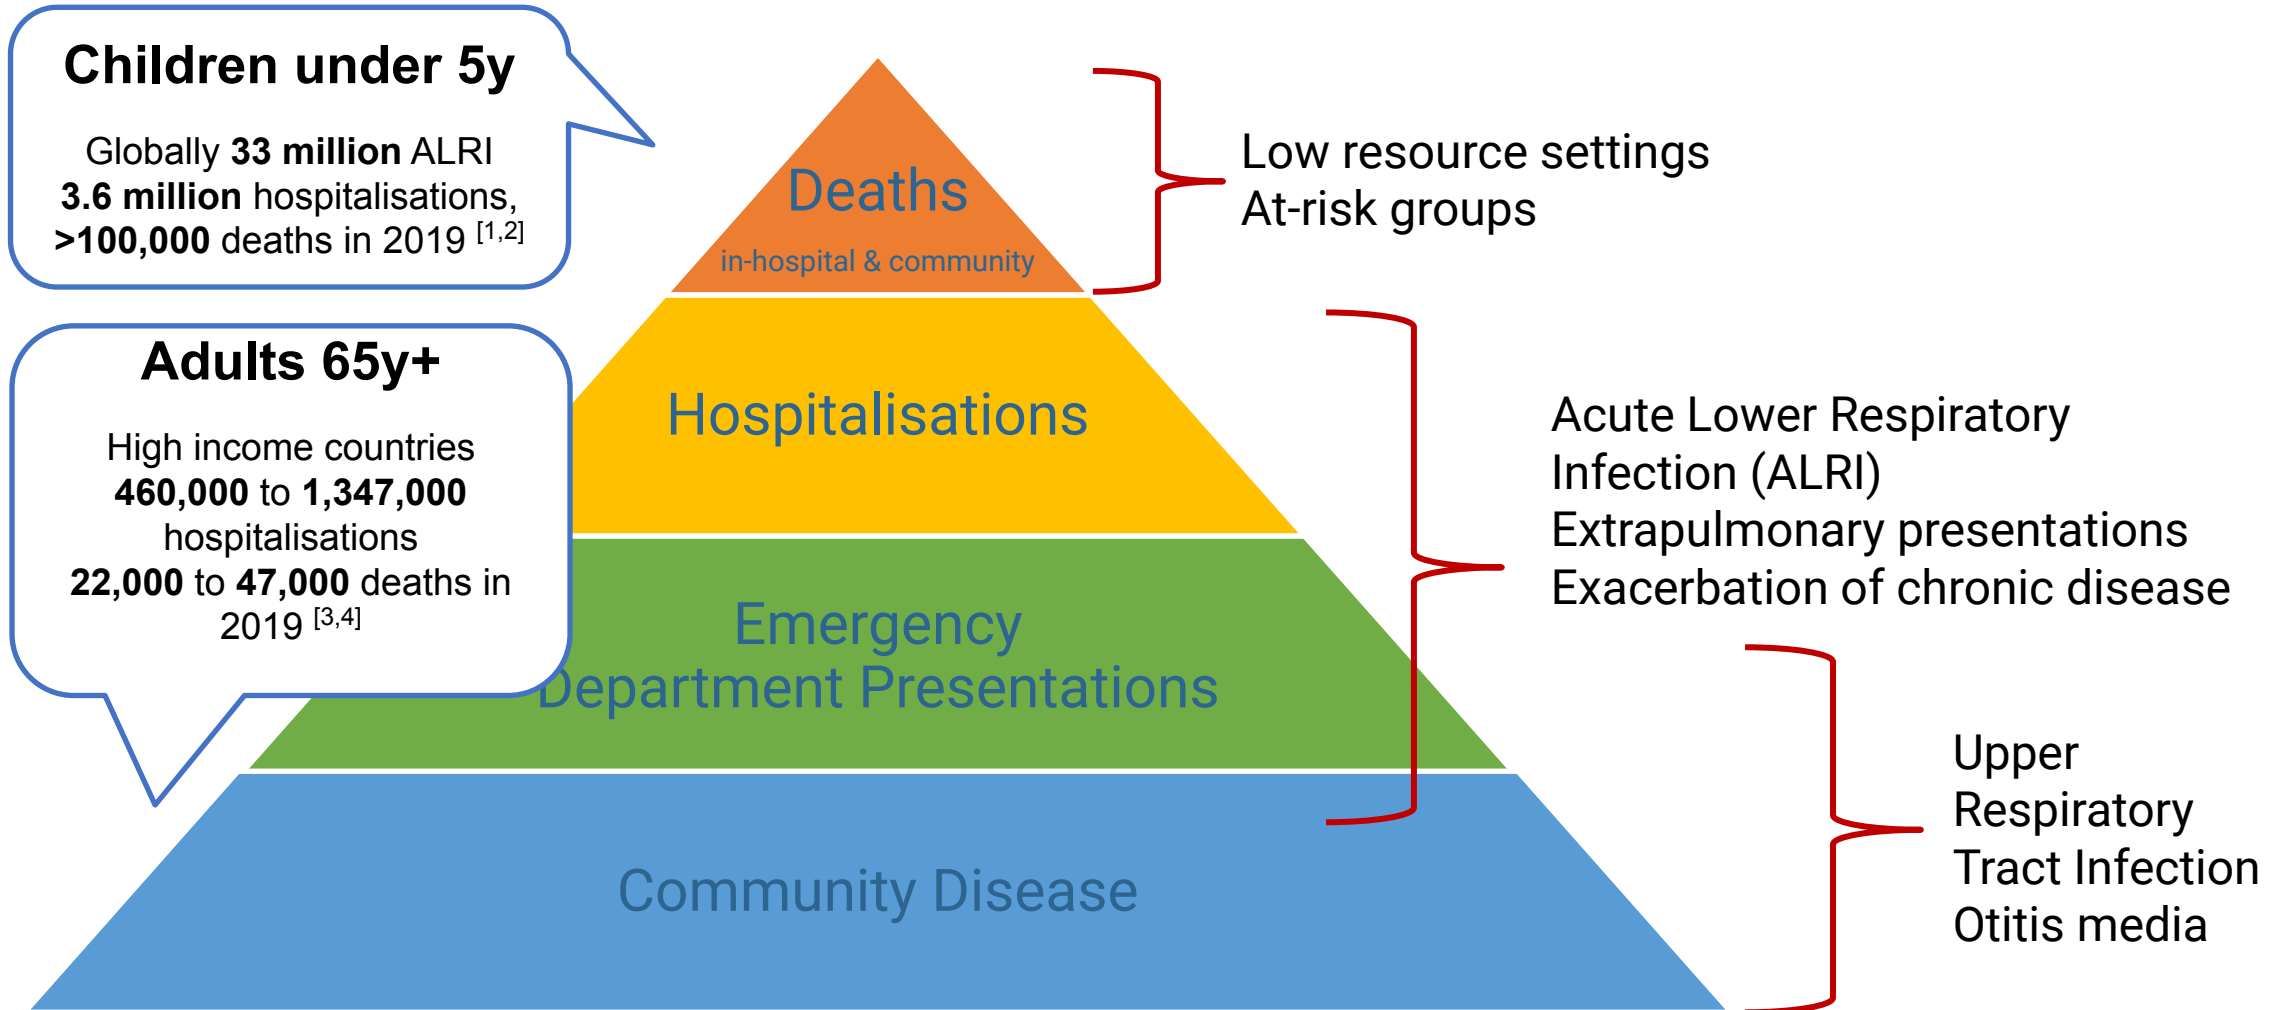 Children under 5y
Globally 33 million ALRI
3.6 million hospitalisations,
>100,000 deaths in 2019 [1,2]
Adults 65y+
High income countries
460,000 to 1,347,000
hospitalisations
22,000 to 47,000 deaths in
2019 [3,4]
Deaths
in-hospital & community
Hospitalisations
Emergency
Department Presentations
Community Disease
Low resource settings
At-risk groups
Acute Lower Respiratory
Infection (ALRI)
Extrapulmonary presentations
Exacerbation of chronic disease
Upper
Respiratory
Tract Infection
Otitis media